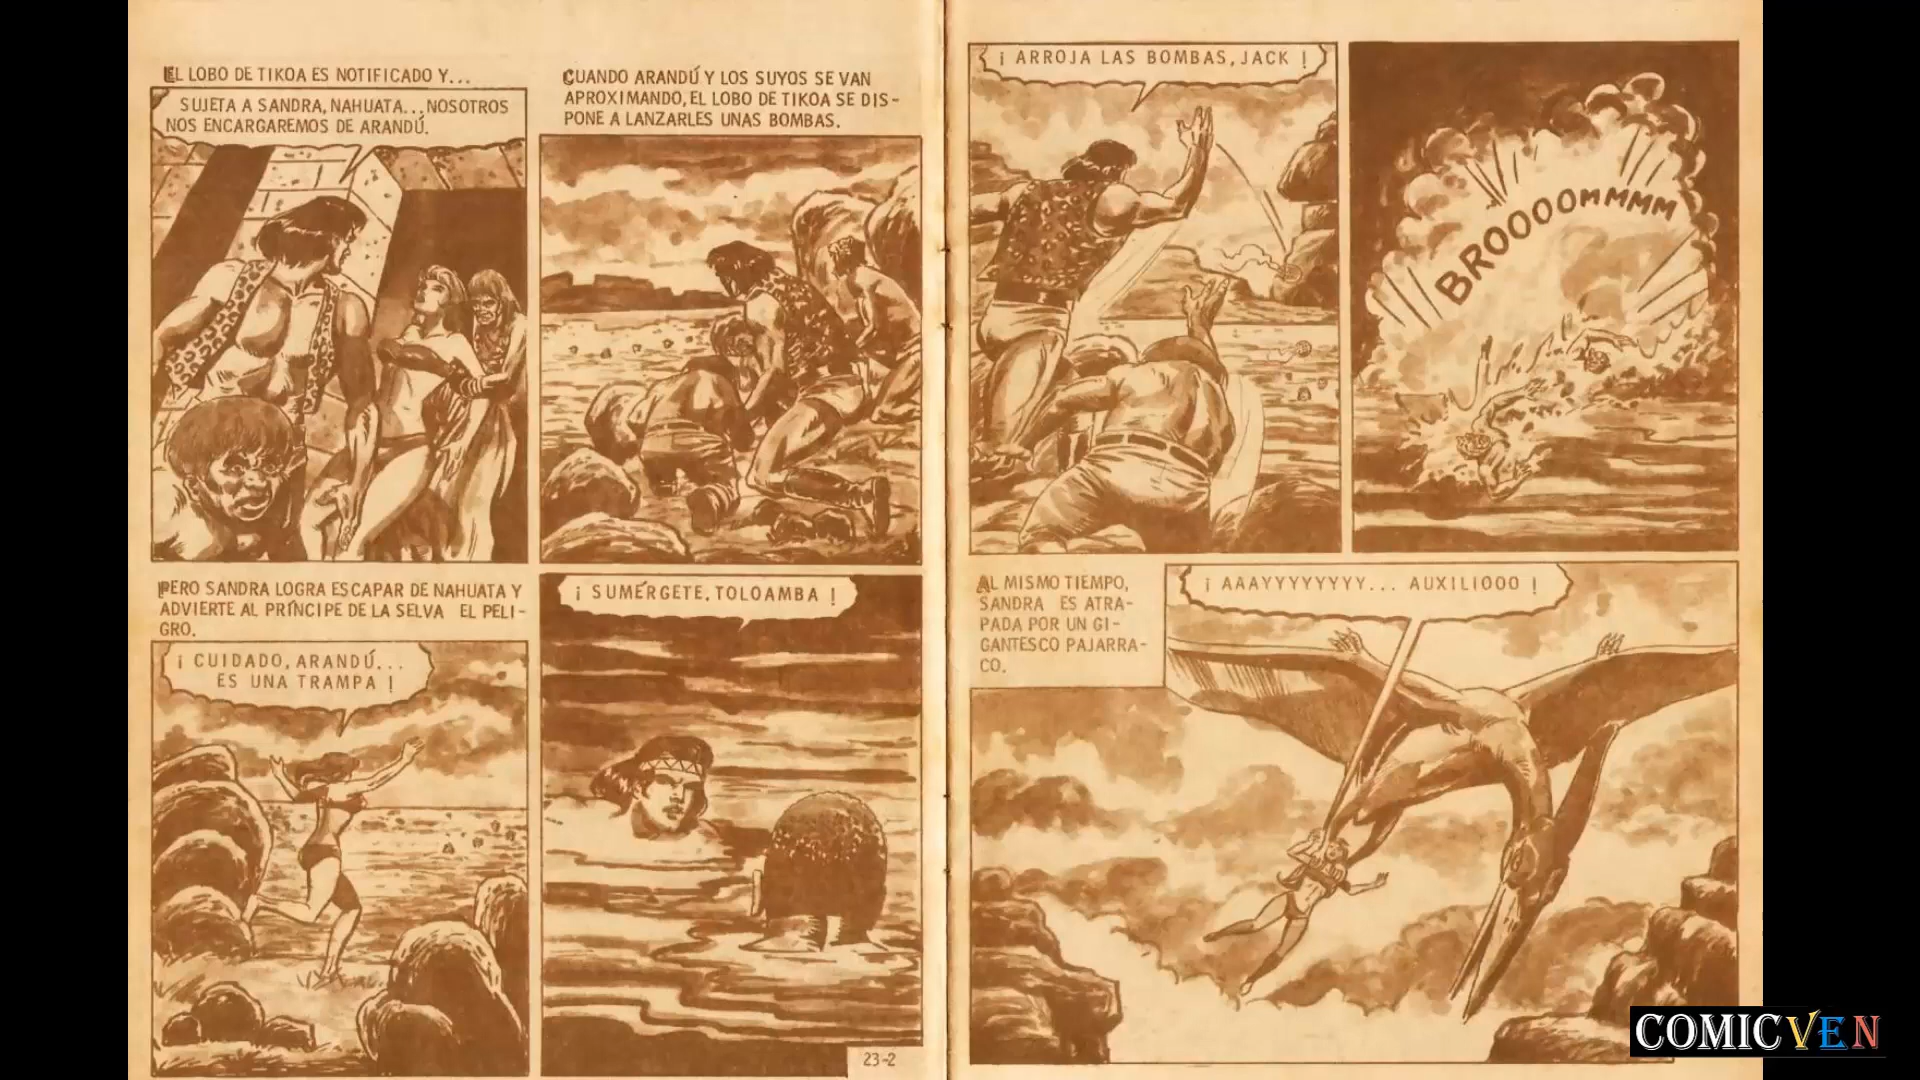 EL LOBO DE TIKOA ES NOTIFICADO Y...
SUJETA A SANDRA, NAHUATA...NOSOTROS
NOS ENCARGAREMOS DE ARANDÚ.
CUANDO ARANDÚ Y LOS SUYOS SE VAN
APROXIMANDO, EL LOBO DE TIKOA SE DIS-
PONE A LANZARLES UNAS BOMBAS.
PERO SANDRA LOGRA ESCAPAR DE NAHUATA Y
ADVIERTE AL PRÍNCIPE DE LA SELVA EL PELI-
GRO.
¡ CUIDADO, ARANDÚ...
ES UNA TRAMPA !
¡ SUMÉRGETE, TOLOAMBA !
23-2
¡ ARROJA LAS BOMBAS, JACK !
BROOOOMMMM
AL MISMO TIEMPO,
SANDRA ES ATRA-
PADA POR UN GI-
GANTESCO PAJARRA-
CO.
¡ AAAYYYYYYYY... AUXILIOOO !
COMICVEN